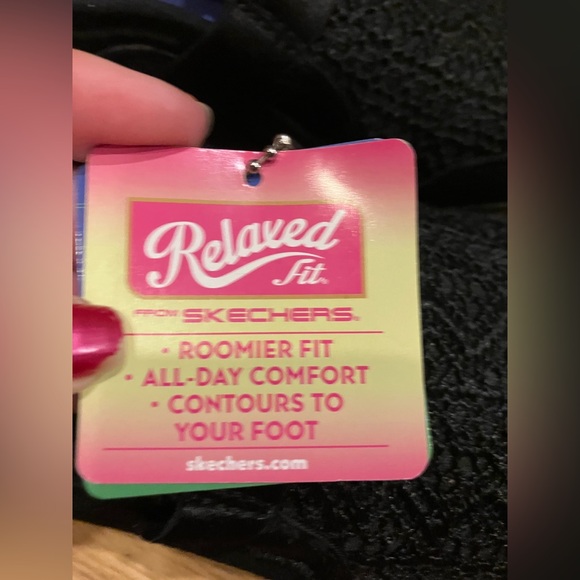 Relaxed
Fit®
FROM SKECHERS®
• ROOMIER FIT
• ALL-DAY COMFORT
• CONTOURS TO
YOUR FOOT
skechers.com